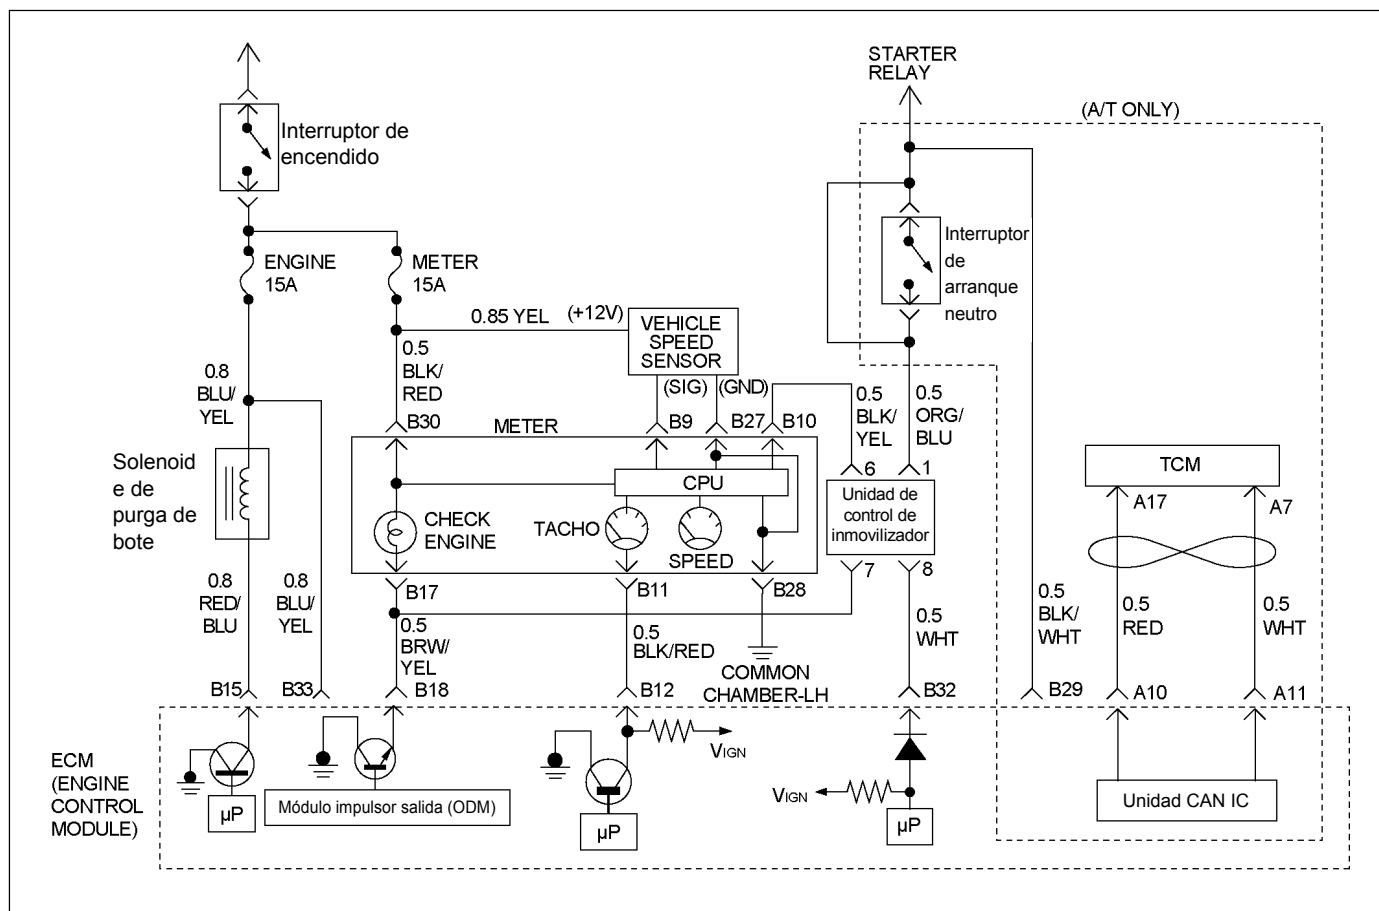 STARTER
RELAY
(A/T ONLY)
Interruptor de
encendido
Interruptor
de
arranque
neutro
ENGINE
15A
METER
15A
0.85 YEL
(+12V)
VEHICLE
SPEED
SENSOR
(SIG)
(GND)
0.8
BLU/
YEL
0.5
BLK/
RED
0.5
BLK/
YEL
0.5
ORG/
BLU
B30
METER
B9
B27
B10
6
1
Solenoid
e de
purga de
bote
CPU
CHECK
ENGINE
TACHO
SPEED
Unidad de
control de
inmovilizador
TCM
A17
A7
B17
B11
B28
7
8
0.8
RED/
BLU
0.8
BLU/
YEL
0.5
BRW/
YEL
0.5
BLK/RED
COMMON
CHAMBER-LH
0.5
WHT
0.5
BLK/
WHT
0.5
RED
0.5
WHT
B15
B33
B18
B12
B32
B29
A10
A11
ECM
(ENGINE
CONTROL
MODULE)
VIGN
VIGN
µP
Módulo impulsor salida (ODM)
µP
µP
Unidad CAN IC